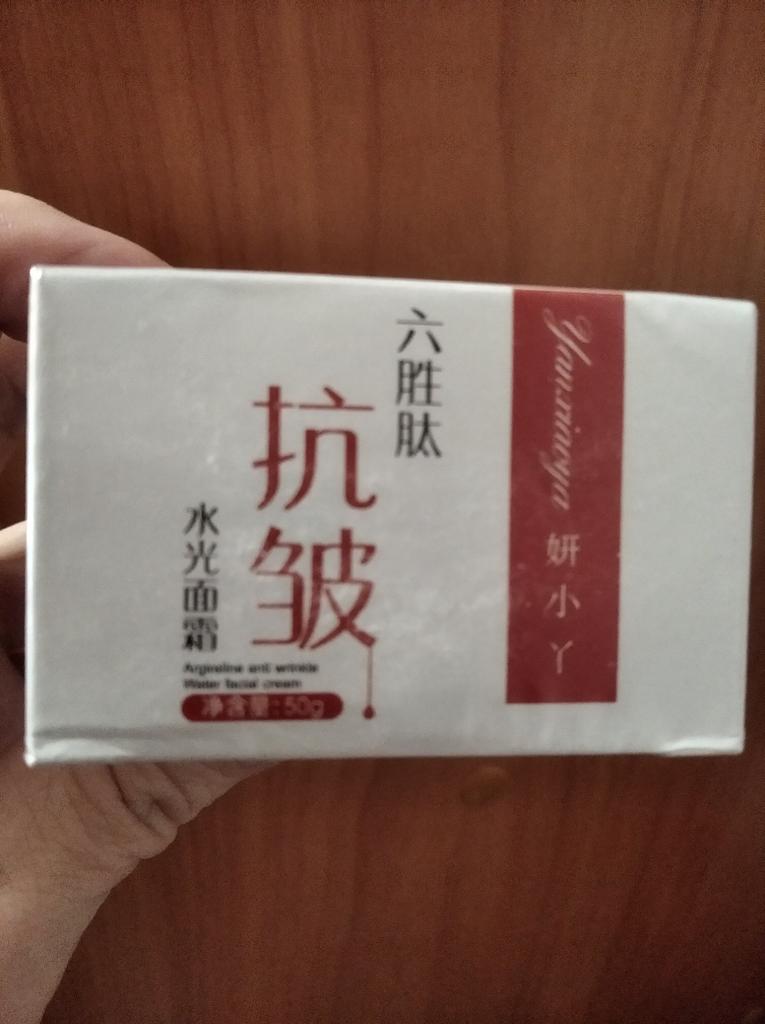 Yanxiaoya 妍小丫
六胜肽
抗皱
水光面霜
Argireline anti wrinkle
Water facial cream
净含量:50g